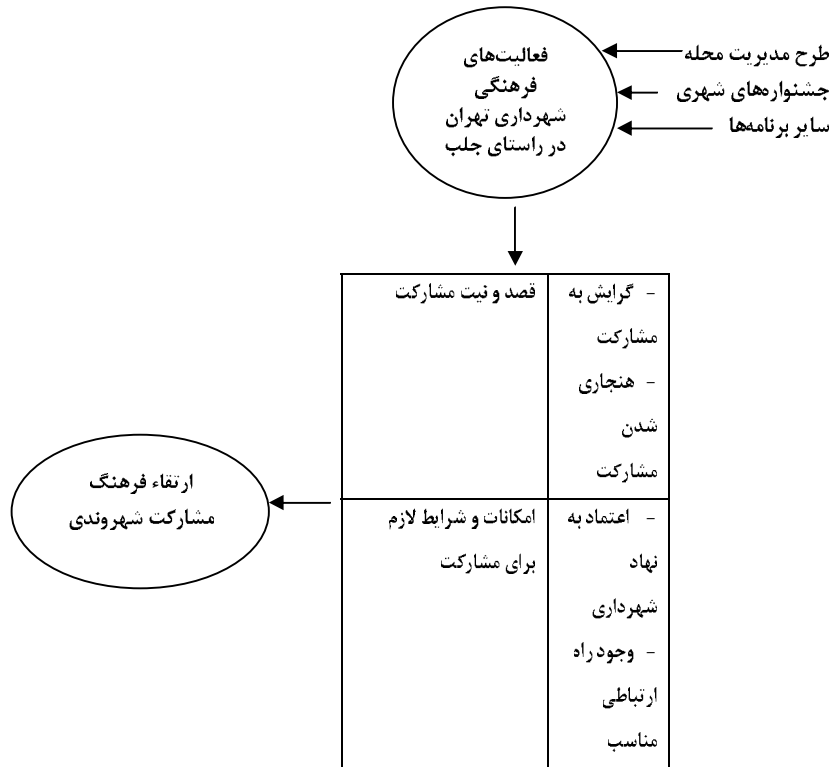 فعالیت‌های
فرهنگی
شهرداری تهران
در راستای جلب
طرح مدیریت محله
جشنواره‌های شهری
سایر برنامه‌ها
- گرایش به
مشارکت
- هنجاری
شدن
مشارکت
قصد و نیت مشارکت
- اعتماد به
نهاد
شهرداری
- وجود راه
ارتباطی
مناسب
امکانات و شرایط لازم
برای مشارکت
ارتقاء فرهنگ
مشارکت شهروندی